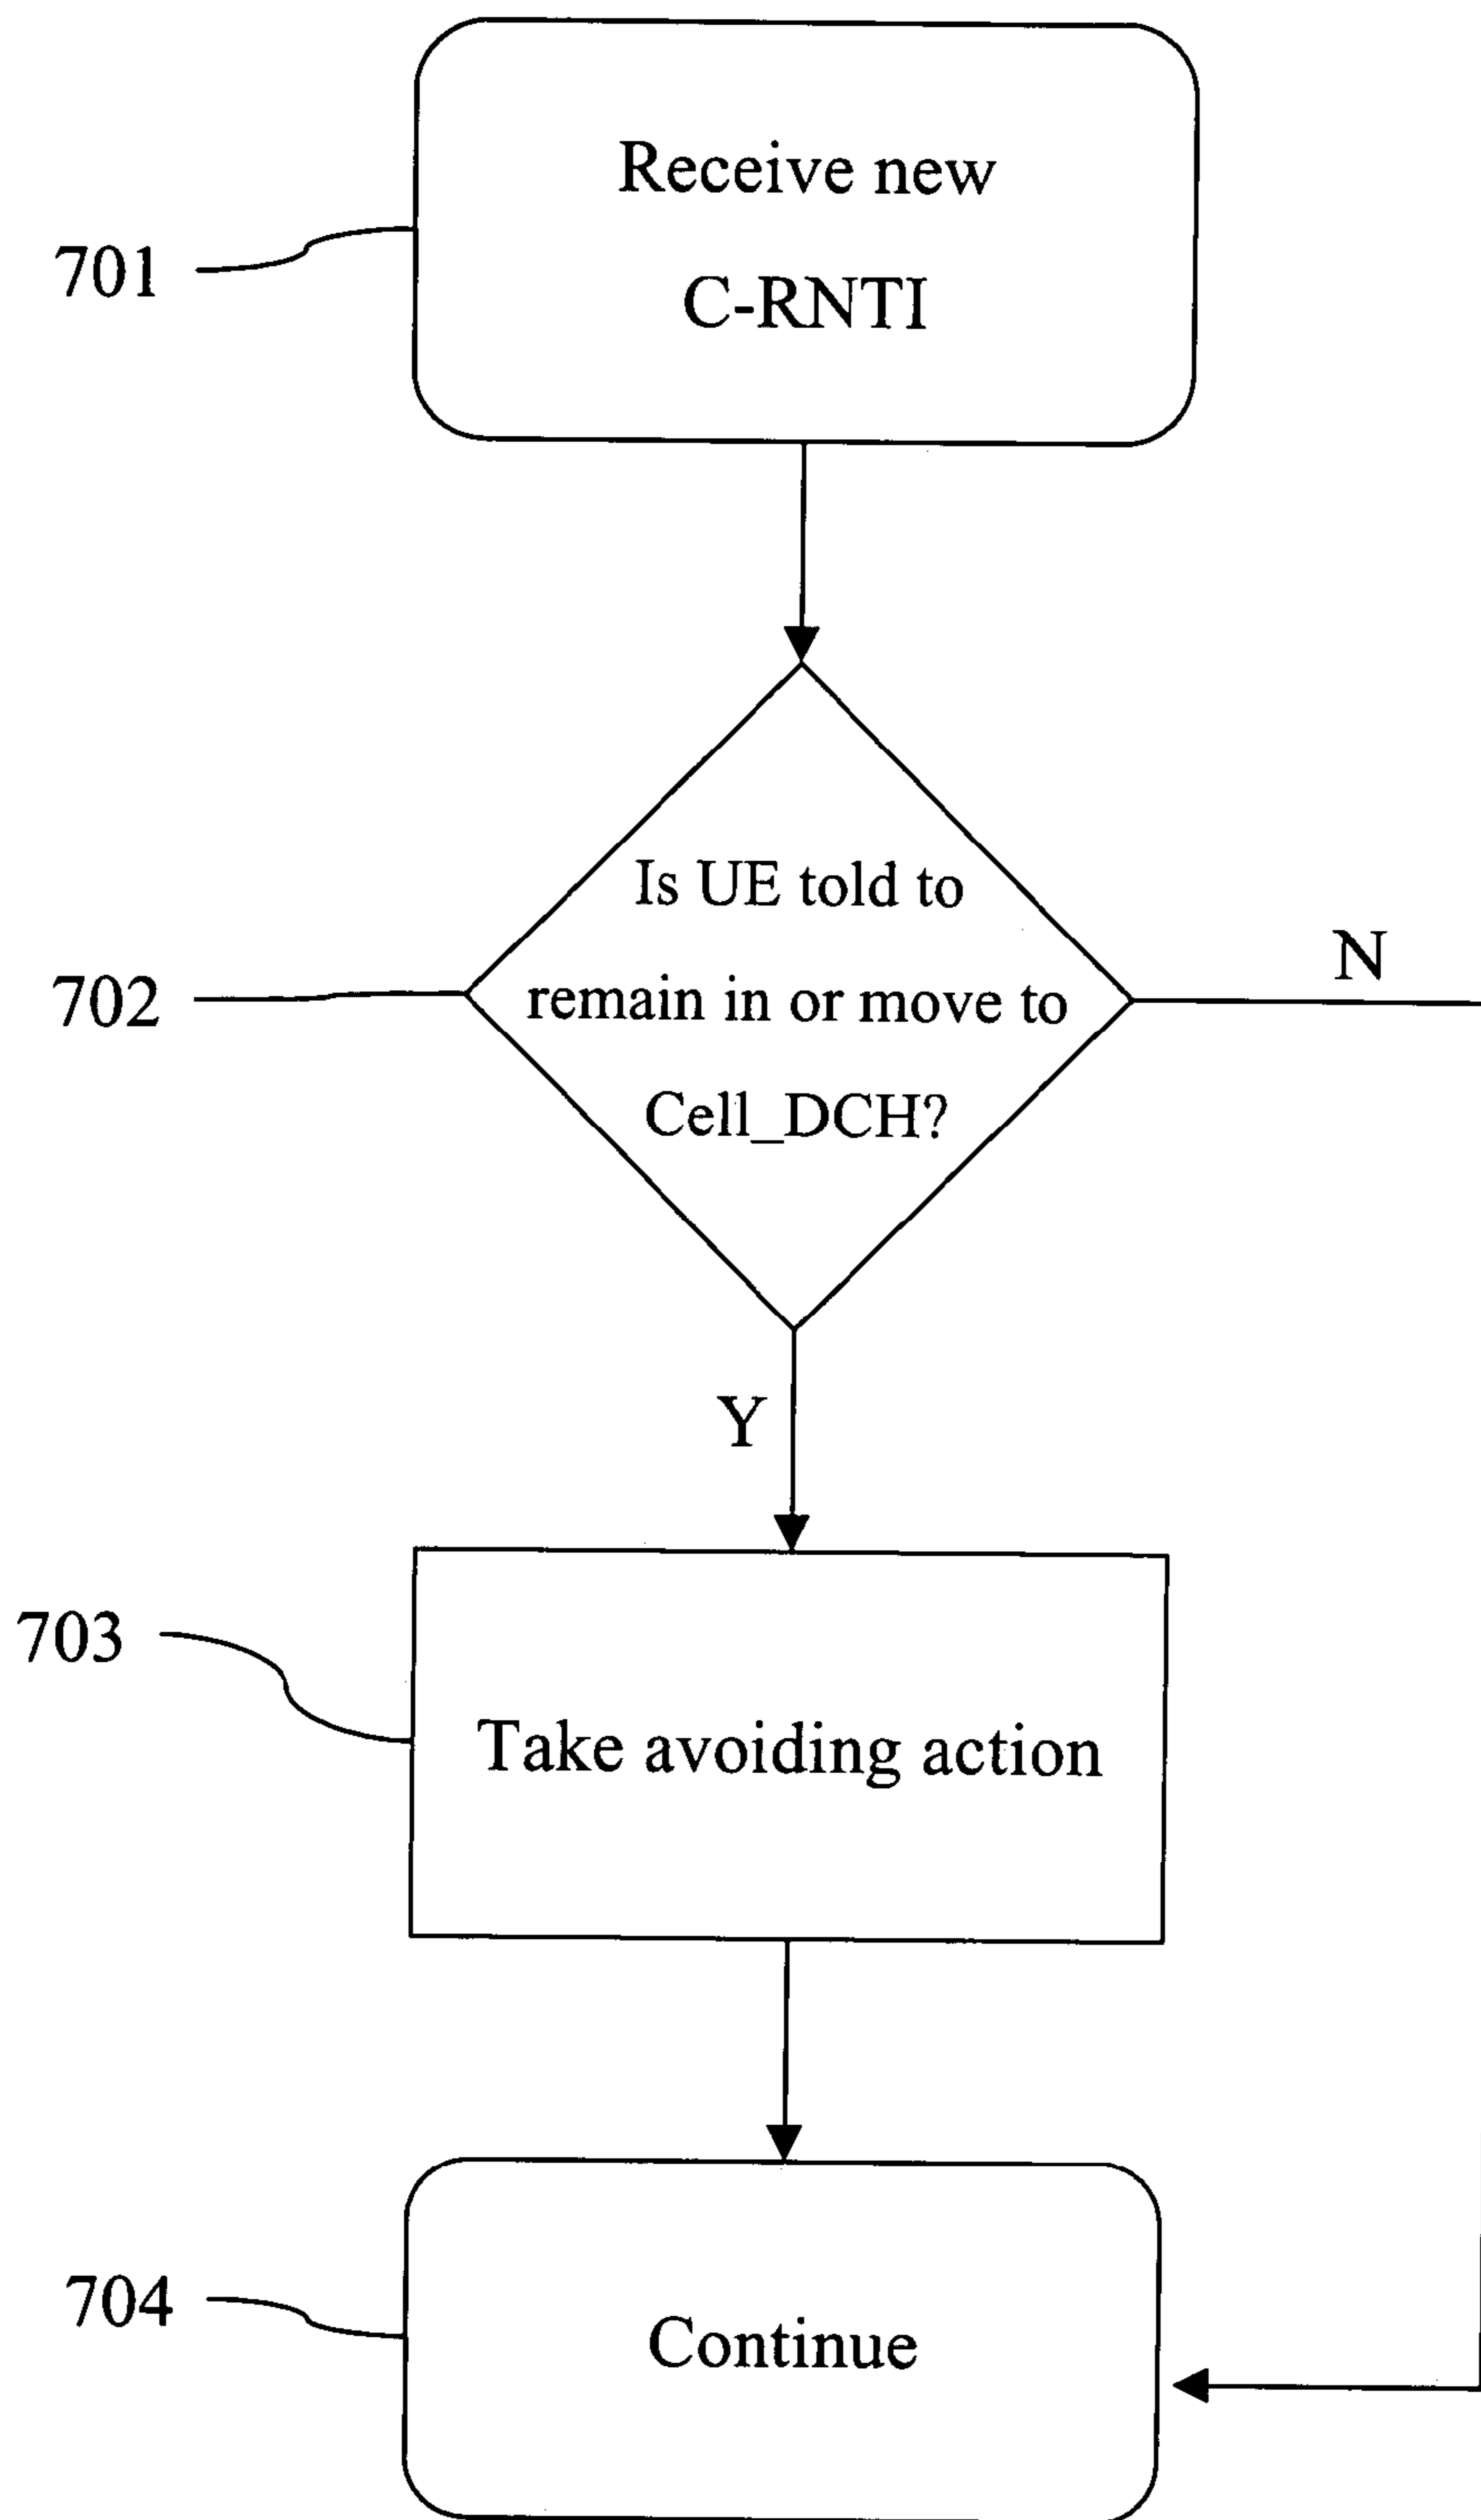 Receive new
C-RNTI
701
Is UE told to
remain in or move to
Cell_DCH?
702
N
Y
703
Take avoiding action
704
Continue